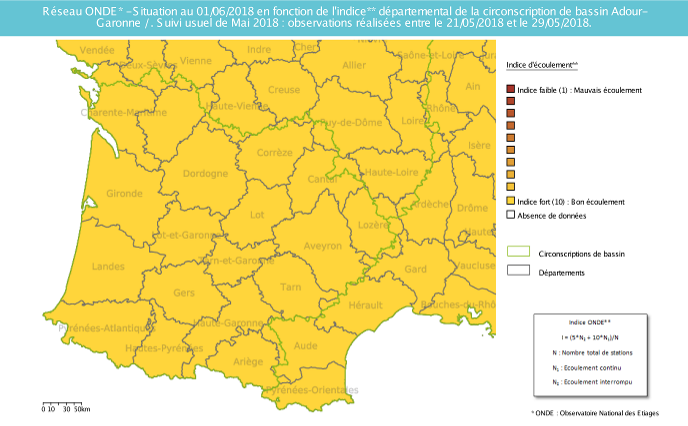 Réseau ONDE* -Situation au 01/06/2018 en fonction de l'indice** départemental de la circonscription de bassin Adour-
Garonne /. Suivi usuel de Mai 2018 : observations réalisées entre le 21/05/2018 et le 29/05/2018.
Vendée
Deux-Sèvres
Vienne
Indre
Cher
Allier
Saône-et-Loire
Ain
Creuse
Haute-Vienne
Charente-Maritime
Puy-de-Dôme
Loire
Rhône
Isère
Corrèze
Dordogne
Cantal
Haute-Loire
Gironde
Ardèche
Drôme
Lot
Lozère
Lot-et-Garonne
Aveyron
Landes
Tarn-et-Garonne
Gard
Vaucluse
Gers
Tarn
Hérault
Bouches-du-Rhô
Pyrénées-Atlantiques
Haute-Garonne
Hautes-Pyrénées
Aude
Ariège
Pyrénées-Orientales
0 10 30 50km
Indice d'écoulement**
Indice faible (1) : Mauvais écoulement
Indice fort (10) : Bon écoulement
Absence de données
Circonscriptions de bassin
Départements
Indice ONDE**
I = (5*N₂ + 10*N₁)/N
N : Nombre total de stations
N₁ : Ecoulement continu
N₂ : Ecoulement interrompu
* ONDE : Observatoire National des Etiages